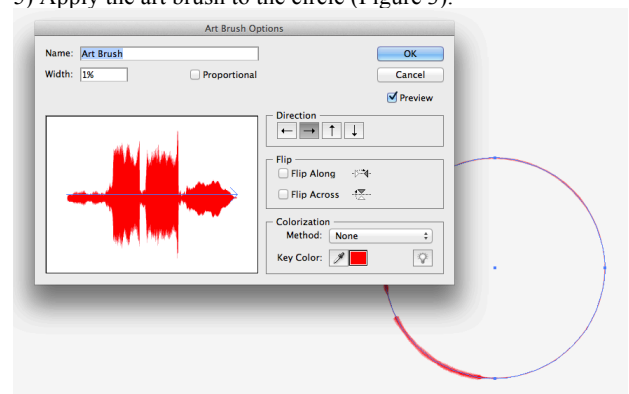 5) Apply the art brush to the circle (Figure 5).
Art Brush Options
Name: Art Brush
OK
Width: 1% Proportional
Cancel
Preview
Direction
Flip
Flip Along
Flip Across
Colorization
Method: None
Key Color: